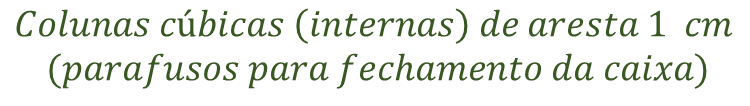 Colunas cúbicas (internas) de aresta 1 cm
(parafusos para fechamento da caixa)